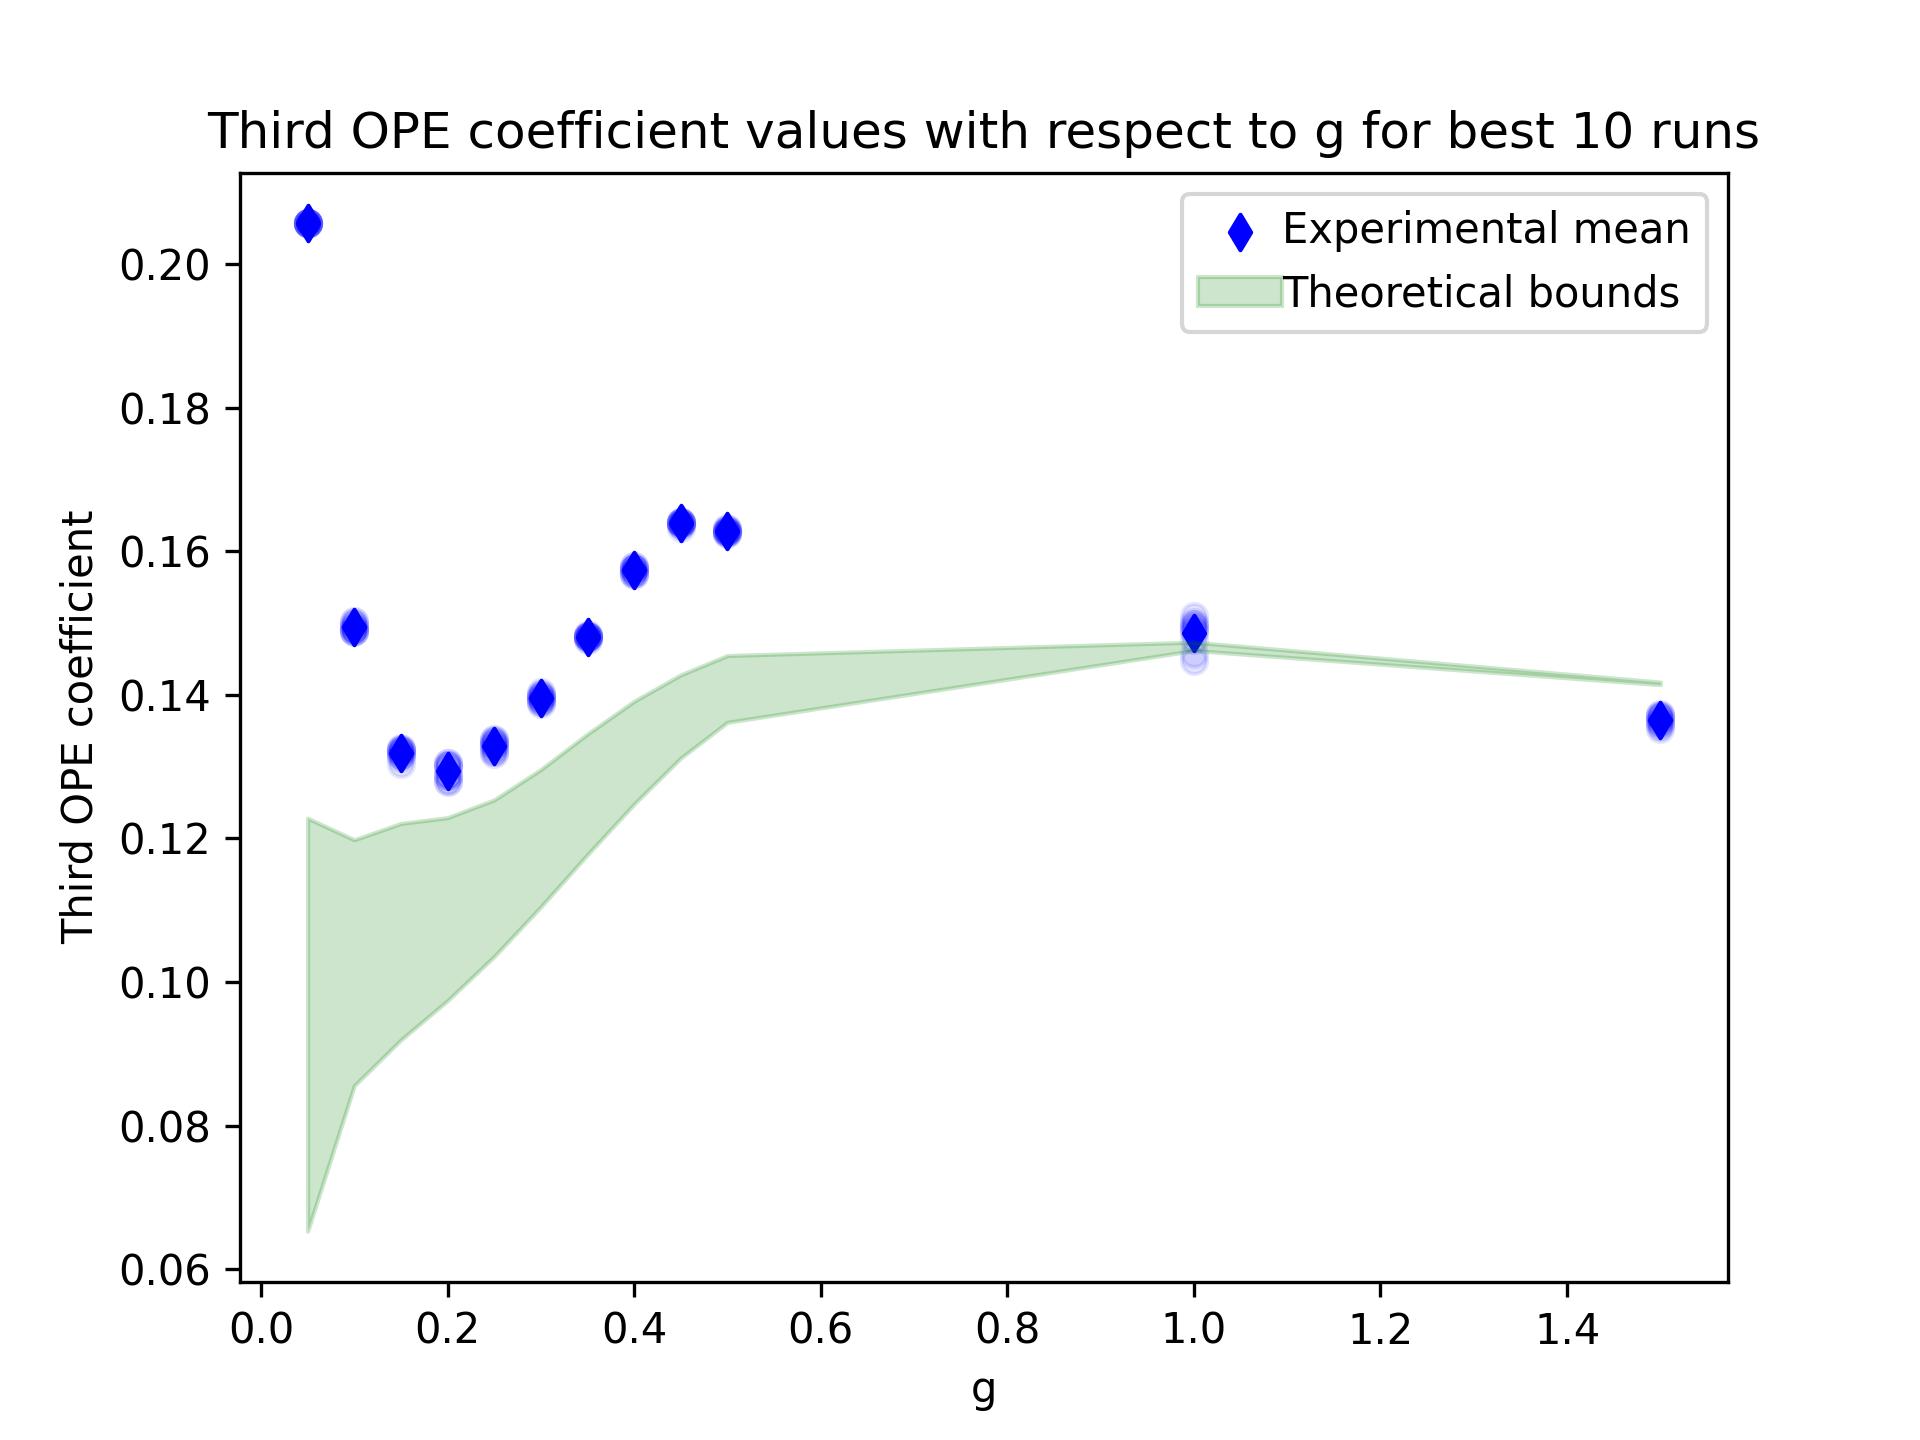 Third OPE coefficient values with respect to g for best 10 runs
Experimental mean
Theoretical bounds
Third OPE coefficient
0.20
0.18
0.16
0.14
0.12
0.10
0.08
0.06
0.0 0.2 0.4 0.6 0.8 1.0 1.2 1.4
g